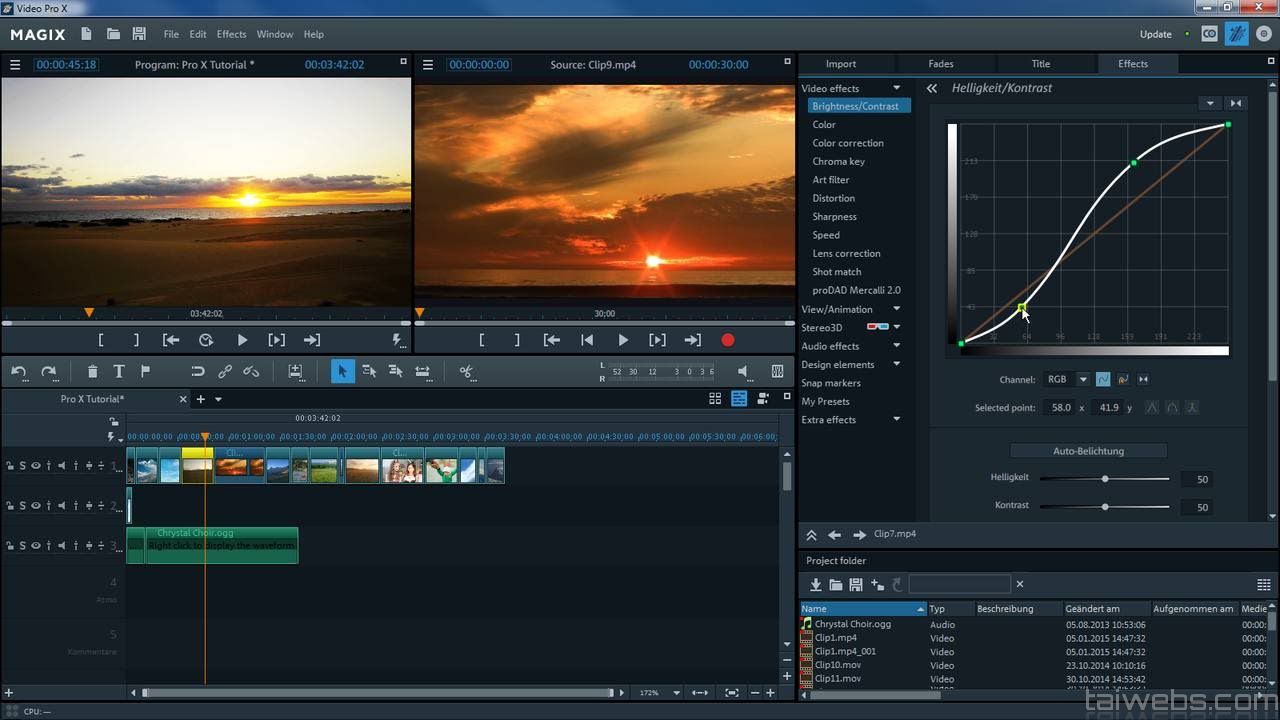 Video Pro X
MAGIX File Edit Effects Window Help
Update
00:00:45:18 Program: Pro X Tutorial * 00:03:42:02
00:00:00:00 Source: Clip9.mp4 00:00:30:00
03:42:02
30;00
Import Fades Title Effects
Video effects
Brightness/Contrast
Color
Color correction
Chroma key
Art filter
Distortion
Sharpness
Speed
Lens correction
Shot match
proDAD Mercalli 2.0
View/Animation
Stereo3D
Audio effects
Design elements
Snap markers
My Presets
Extra effects
Helligkeit/Kontrast
213
170
128
85
43
32 64 96 128 153 191 223
Channel: RGB
Selected point: 58.0 x 41.9 y
Auto-Belichtung
Helligkeit 50
Kontrast 50
Clip7.mp4
L
R
52 30 12 3 0 3 6
Pro X Tutorial*
00:03:42:02
00:00:00:00 00:01:00:00 00:01:30:00 00:02:00:00 00:02:30:00 00:03:00:00 00:03:30:00 00:04:00:00 00:04:30:00 00:05:00:00 00:05:30:00
S 1
Cli... Cl...
S 2
S 3
Chrystal Choir.ogg
Right click to display the waveform
4
Atmo
5
Kommentare
172%
Project folder
Name Typ Beschreibung Geändert am Aufgenommen am Medie
Chrystal Choir.ogg Audio 05.08.2013 10:53:06 00:00:
Clip1.mp4 Video 05.01.2015 14:47:32 00:00:
Clip1.mp4_001 Video 05.01.2015 14:47:32 00:00:
Clip10.mov Video 23.10.2014 10:10:16 00:00:
Clip11.mov Video 30.10.2014 14:53:42 00:00:
CPU: —
taiwebs.com